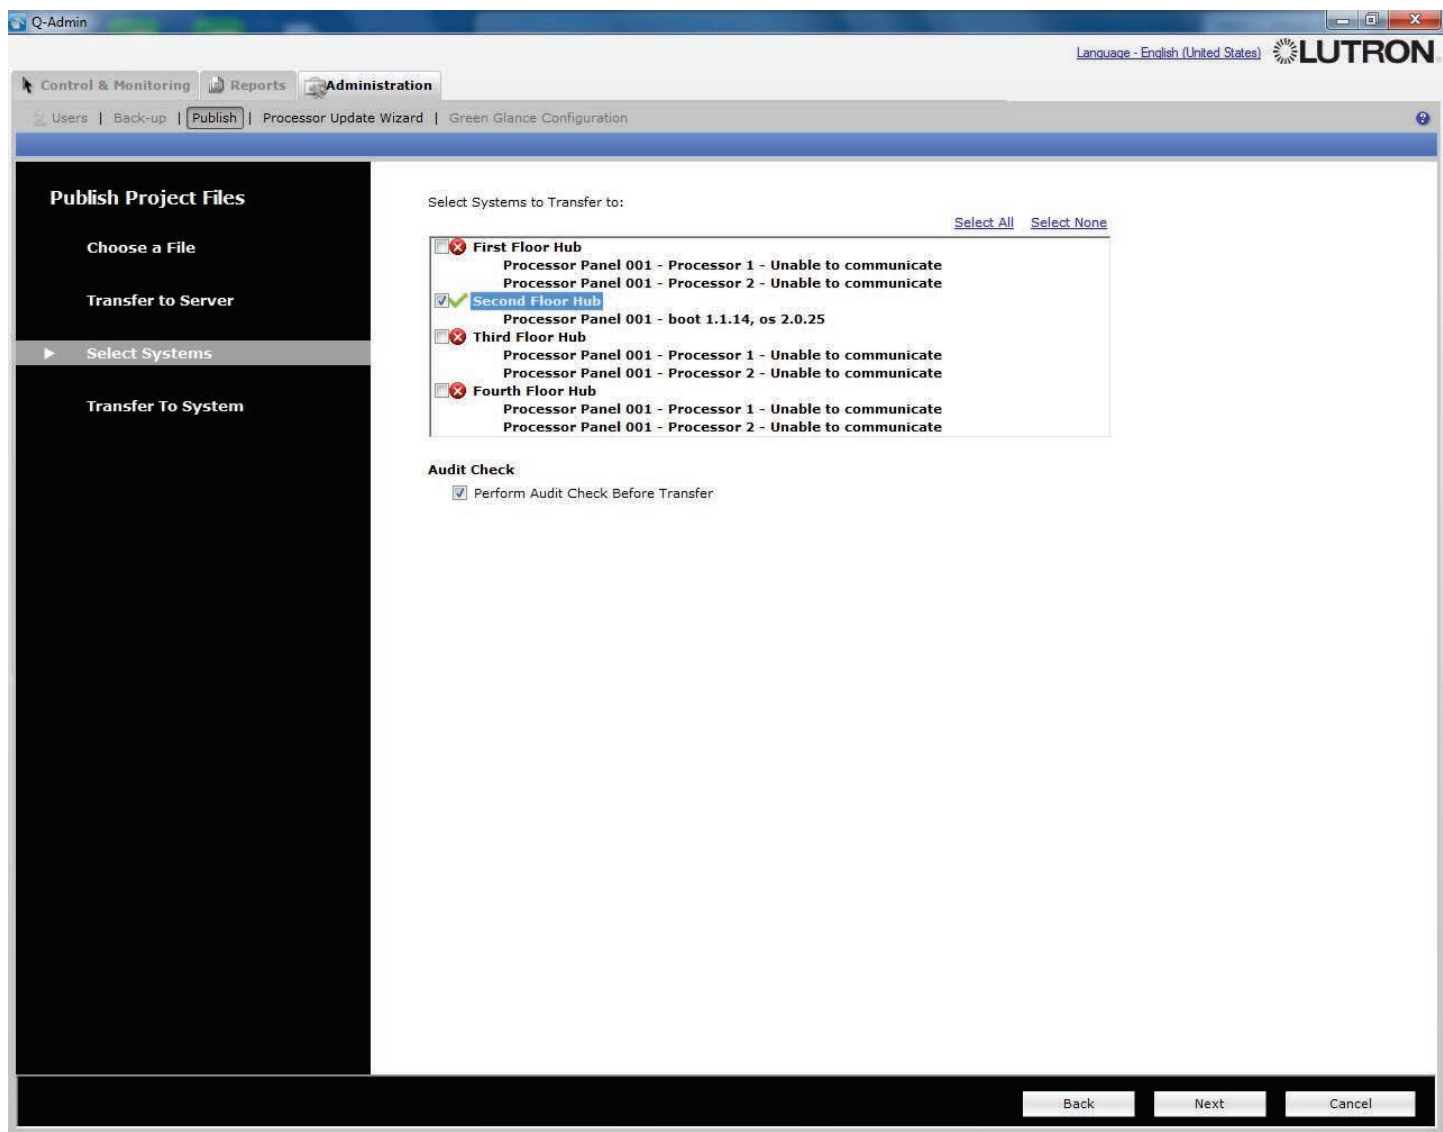 Q-Admin
Language - English (United States) LUTRON
Control & Monitoring Reports Administration
Users | Back-up | Publish | Processor Update Wizard | Green Glance Configuration ?
Publish Project Files
Choose a File
Transfer to Server
Select Systems
Transfer To System
Select Systems to Transfer to:
Select All Select None
First Floor Hub
Processor Panel 001 - Processor 1 - Unable to communicate
Processor Panel 001 - Processor 2 - Unable to communicate
Second Floor Hub
Processor Panel 001 - boot 1.1.14, os 2.0.25
Third Floor Hub
Processor Panel 001 - Processor 1 - Unable to communicate
Processor Panel 001 - Processor 2 - Unable to communicate
Fourth Floor Hub
Processor Panel 001 - Processor 1 - Unable to communicate
Processor Panel 001 - Processor 2 - Unable to communicate
Audit Check
Perform Audit Check Before Transfer
Back Next Cancel